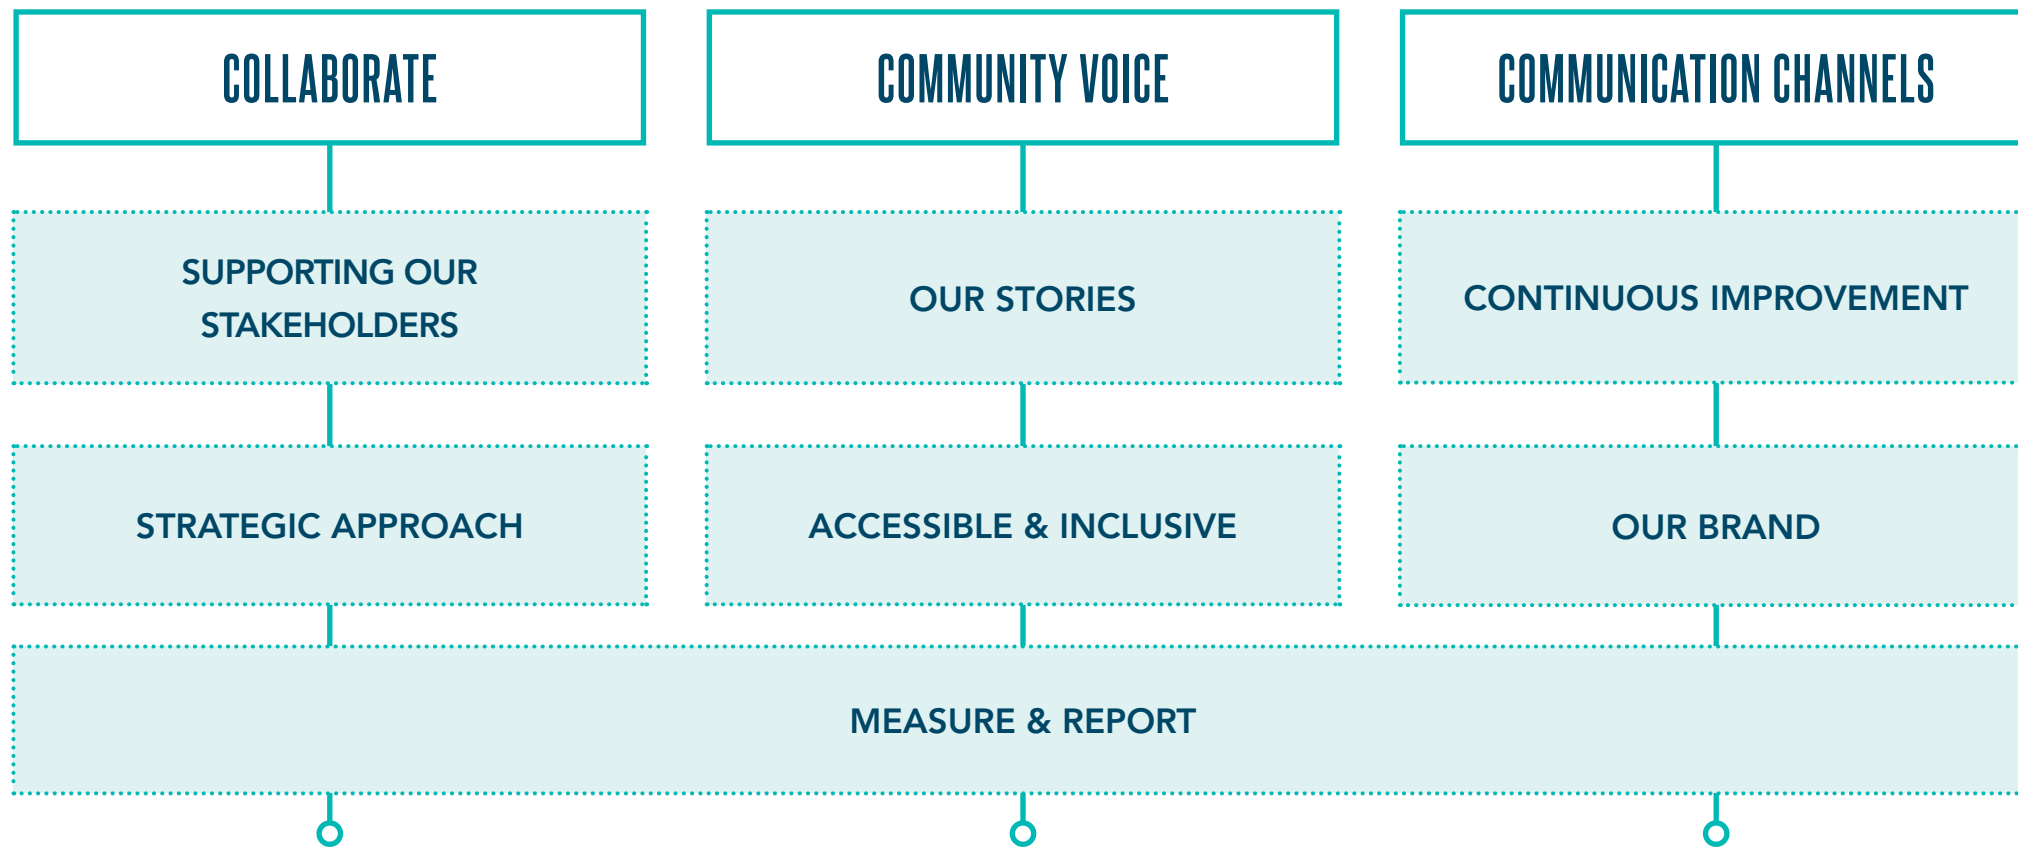 COLLABORATE
COMMUNITY VOICE
COMMUNICATION CHANNELS
SUPPORTING OUR
STAKEHOLDERS
OUR STORIES
CONTINUOUS IMPROVEMENT
STRATEGIC APPROACH
ACCESSIBLE & INCLUSIVE
OUR BRAND
MEASURE & REPORT